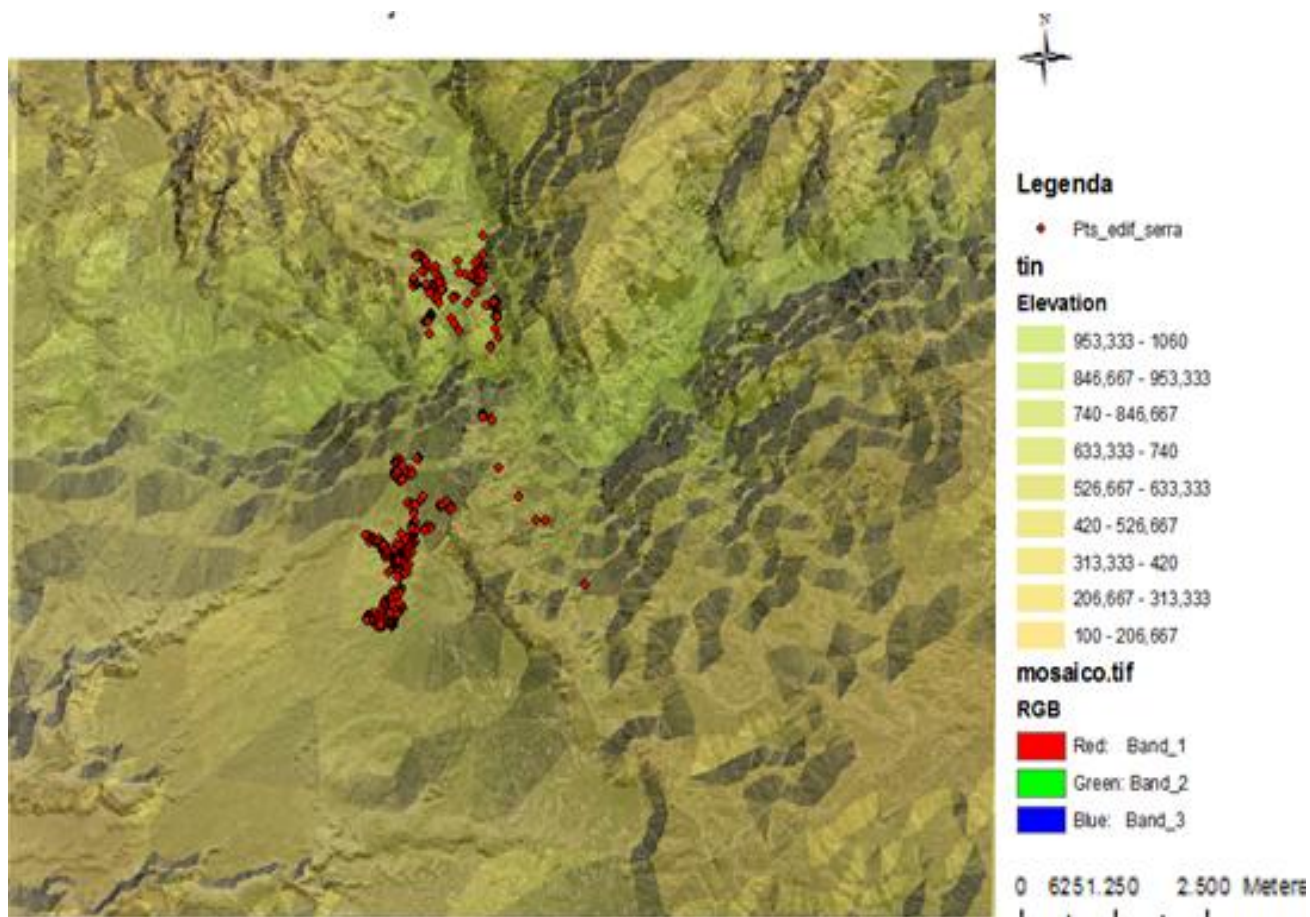 N
Legenda
Pts_edif_serra
tin
Elevation
953,333 - 1060
846,667 - 953,333
740 - 846,667
633,333 - 740
526,667 - 633,333
420 - 526,667
313,333 - 420
206,667 - 313,333
100 - 206,667
mosaico.tif
RGB
Red: Band_1
Green: Band_2
Blue: Band_3
0 6251.250 2.500 Meters